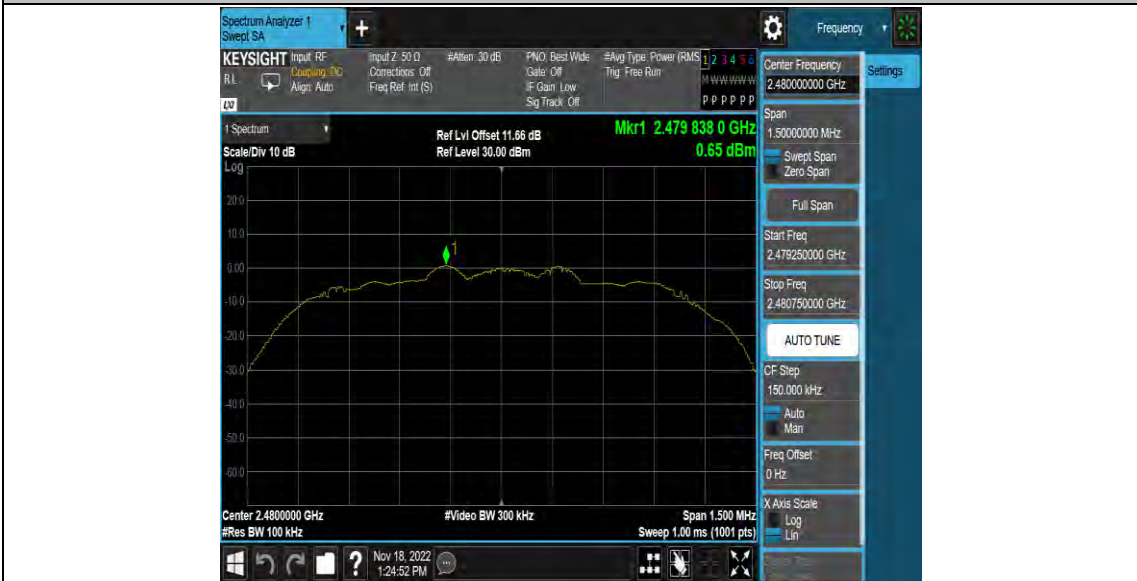 Spectrum Analyzer 1
Swept SA
Frequency
KEYSIGHT
Input: RF
Coupling: DC
Align: Auto
Input Z: 50 Ω
Corrections: Off
Freq Ref: Int (S)
#Atten: 30 dB
PNO: Best Wide
Gate: Off
IF Gain: Low
Sig Track: Off
#Avg Type: Power (RMS
Trig: Free Run
1 2 3 4 5 6
M W W W W W
P P P P P P
R L
LXI
Center Frequency
2.480000000 GHz
Settings
Span
1.50000000 MHz
Swept Span
Zero Span
Full Span
Start Freq
2.479250000 GHz
Stop Freq
2.480750000 GHz
AUTO TUNE
CF Step
150.000 kHz
Auto
Man
Freq Offset
0 Hz
X Axis Scale
Log
Lin
1 Spectrum
Scale/Div 10 dB
Log
Ref Lvl Offset 11.66 dB
Ref Level 30.00 dBm
Mkr1 2.479 838 0 GHz
0.65 dBm
1
20.0
10.0
0.00
-10.0
-20.0
-30.0
-40.0
-50.0
-60.0
Center 2.4800000 GHz
#Res BW 100 kHz
#Video BW 300 kHz
Span 1.500 MHz
Sweep 1.00 ms (1001 pts)
?
Nov 18, 2022
1:24:52 PM